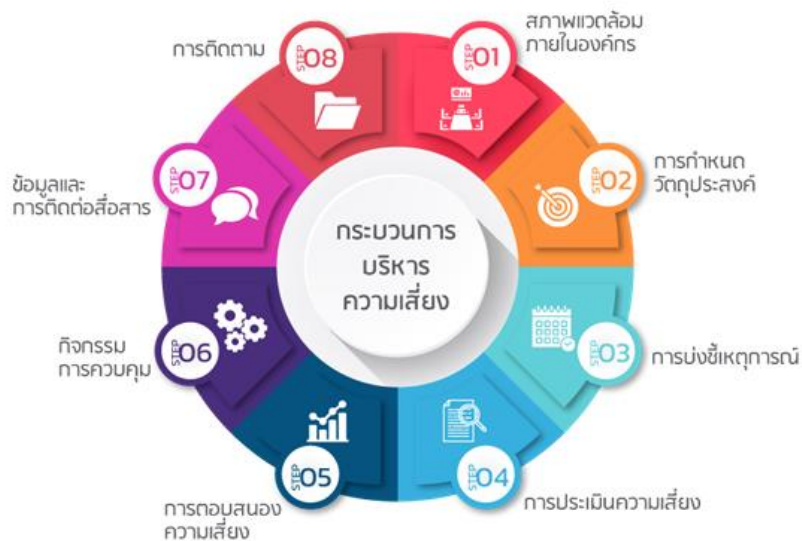 กระบวนการ
บริหาร
ความเสี่ยง
STEP 01
สภาพแวดล้อม
ภายในองค์กร
STEP 02
การกำหนด
วัตถุประสงค์
STEP 03
การบ่งชี้เหตุการณ์
STEP 04
การประเมินความเสี่ยง
STEP 05
การตอบสนอง
ความเสี่ยง
STEP 06
กิจกรรม
การควบคุม
STEP 07
ข้อมูลและ
การติดต่อสื่อสาร
STEP 08
การติดตาม